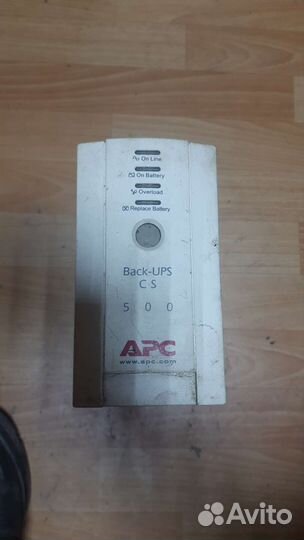 On Line
On Battery
Overload
Replace Battery
Back-UPS
CS
500
APC
www.apc.com
Avito